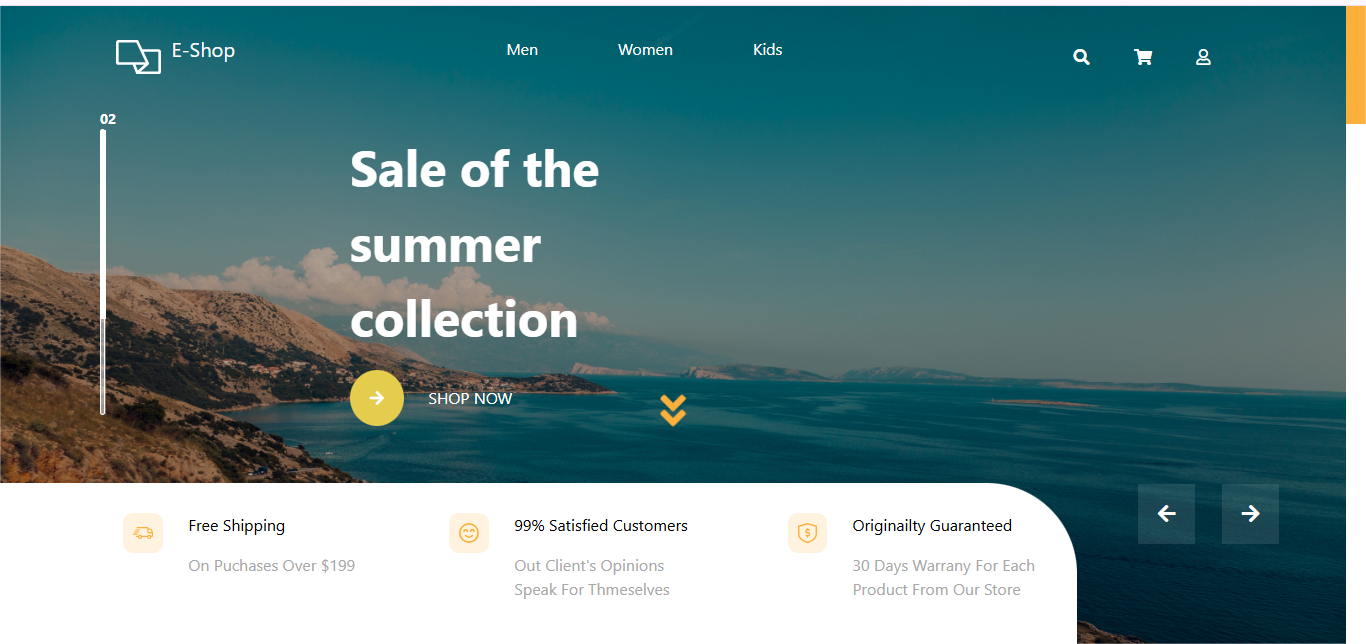 E-Shop
Men
Women
Kids
02
Sale of the
summer
collection
SHOP NOW
Free Shipping
On Puchases Over $199
99% Satisfied Customers
Out Client's Opinions
Speak For Thmeselves
Originailty Guaranteed
30 Days Warrany For Each
Product From Our Store